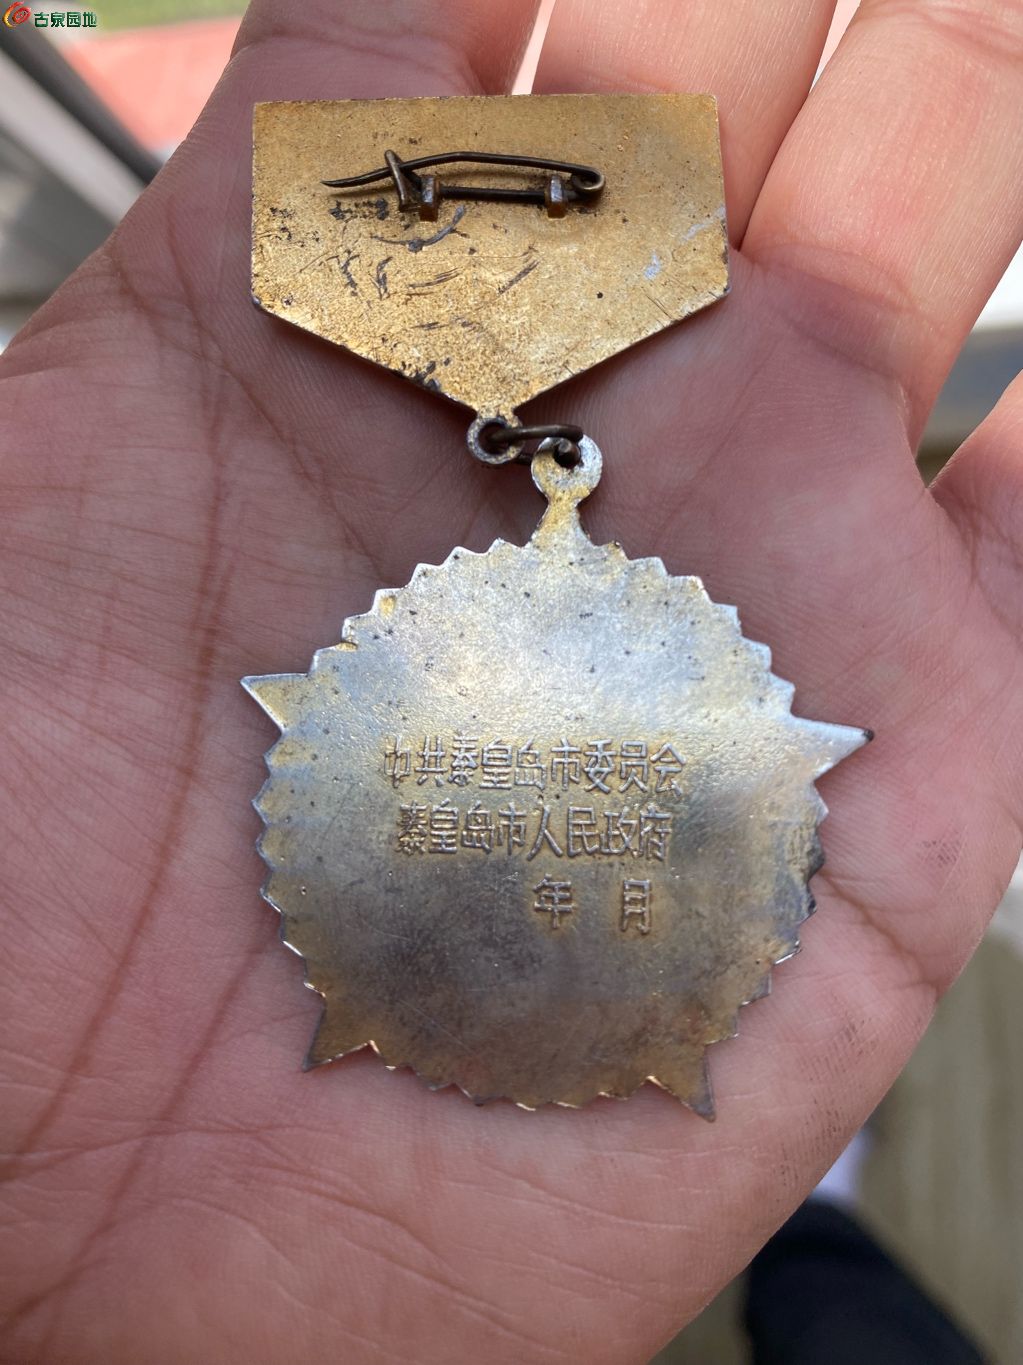 古泉园地
中共秦皇岛市委员会
秦皇岛市人民政府
年 月